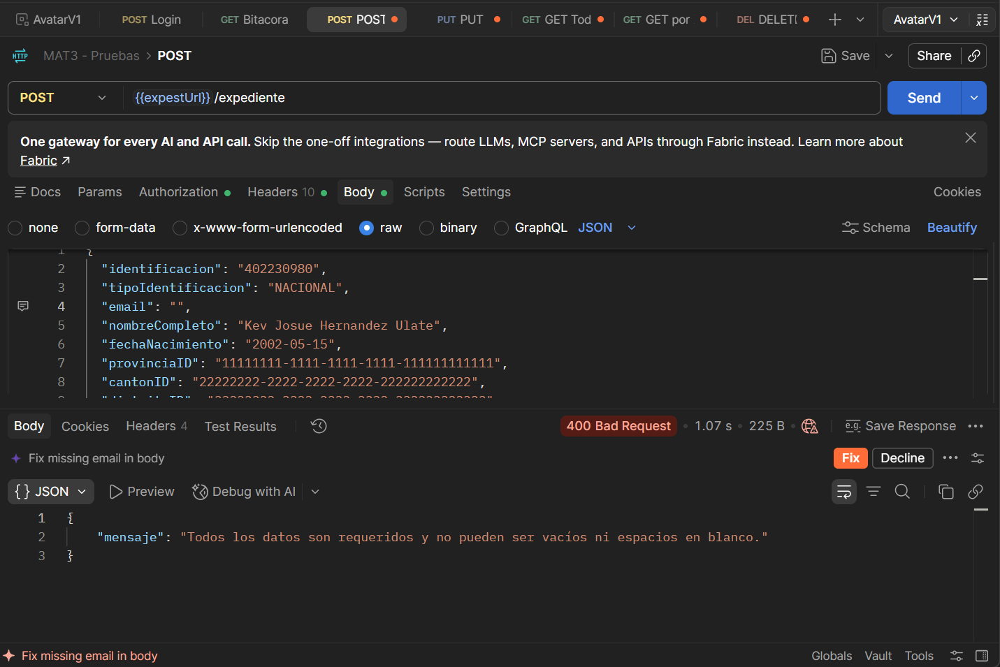 AvatarV1 POST Login GET Bitacora POST POST PUT PUT GET GET Tod GET GET por DEL DELETI AvatarV1
HTTP MAT3 - Pruebas > POST Save Share
POST {{expestUrl}} /expediente Send
One gateway for every AI and API call. Skip the one-off integrations — route LLMs, MCP servers, and APIs through Fabric instead. Learn more about
Fabric ↗
Docs Params Authorization Headers 10 Body Scripts Settings Cookies
none form-data x-www-form-urlencoded raw binary GraphQL JSON Schema Beautify
1 {
2 "identificacion": "402230980",
3 "tipoIdentificacion": "NACIONAL",
4 "email": "",
5 "nombreCompleto": "Kev Josue Hernandez Ulate",
6 "fechaNacimiento": "2002-05-15",
7 "provinciaID": "11111111-1111-1111-1111-111111111111",
8 "cantonID": "22222222-2222-2222-2222-222222222222",
Body Cookies Headers 4 Test Results 400 Bad Request 1.07 s 225 B e.g. Save Response
Fix missing email in body Fix Decline
{} JSON Preview Debug with AI
1 {
2 "mensaje": "Todos los datos son requeridos y no pueden ser vacíos ni espacios en blanco."
3 }
Fix missing email in body Globals Vault Tools